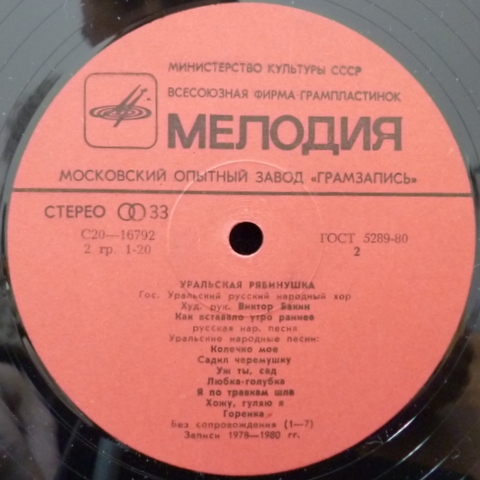 МИНИСТЕРСТВО КУЛЬТУРЫ СССР
ВСЕСОЮЗНАЯ ФИРМА ГРАМПЛАСТИНОК
МЕЛОДИЯ
МОСКОВСКИЙ ОПЫТНЫЙ ЗАВОД «ГРАМЗАПИСЬ»
СТЕРЕО 33
С20—16792
ГОСТ 5289-80
2 гр. 1-20
2
УРАЛЬСКАЯ РЯБИНУШКА
Гос. Уральский русский народный хор
Худ. рук. Виктор Бакин
Как вставало утро раннее
русская нар. песня
Уральские народные песни:
Колечко мое
Садил черемушку
Уж ты, сад
Любка-голубка
Я по травкам шла
Хожу, гуляю я
Горенка
Без сопровождения (1—7)
Записи 1978—1980 гг.